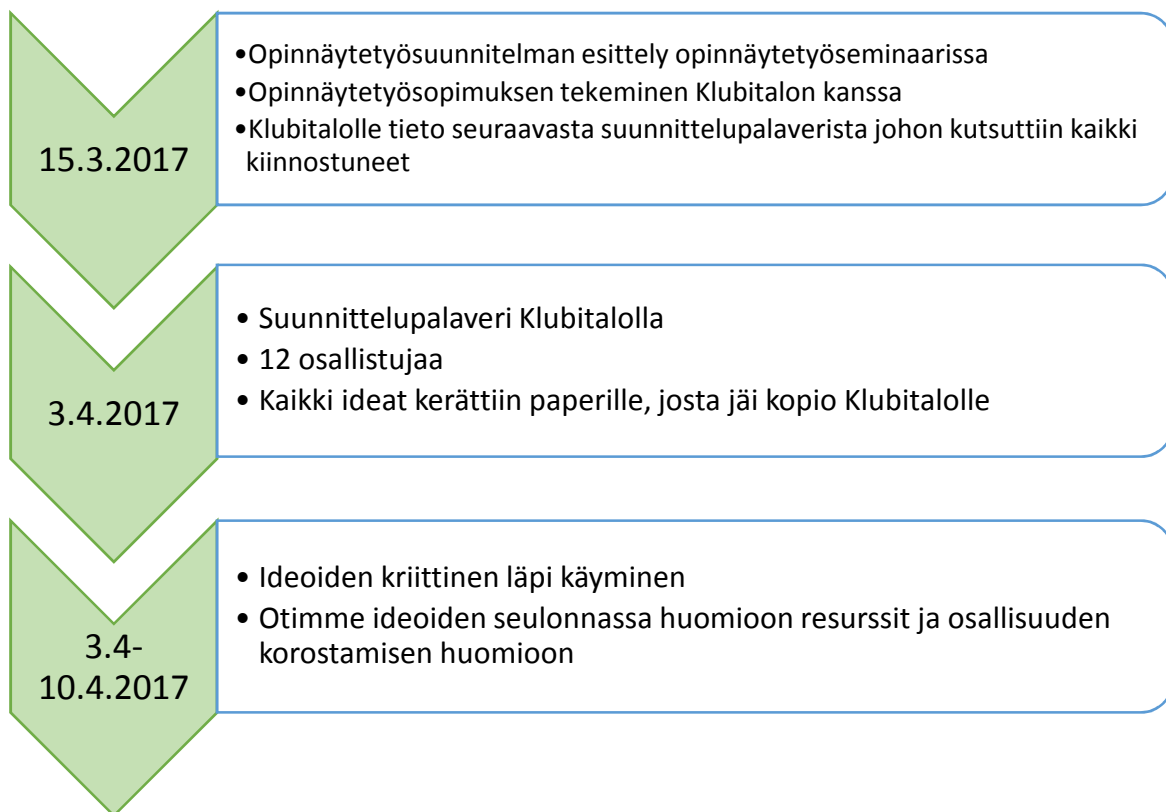 15.3.2017
•Opinnäytetyösuunnitelman esittely opinnäytetyöseminaarissa
•Opinnäytetyösopimuksen tekeminen Klubitalon kanssa
•Klubitalolle tieto seuraavasta suunnittelupalaverista johon kutsuttiin kaikki
kiinnostuneet
3.4.2017
• Suunnittelupalaveri Klubitalolla
• 12 osallistujaa
• Kaikki ideat kerättiin paperille, josta jäi kopio Klubitalolle
3.4-
10.4.2017
• Ideoiden kriittinen läpi käyminen
• Otimme ideoiden seulonnassa huomioon resurssit ja osallisuuden
korostamisen huomioon